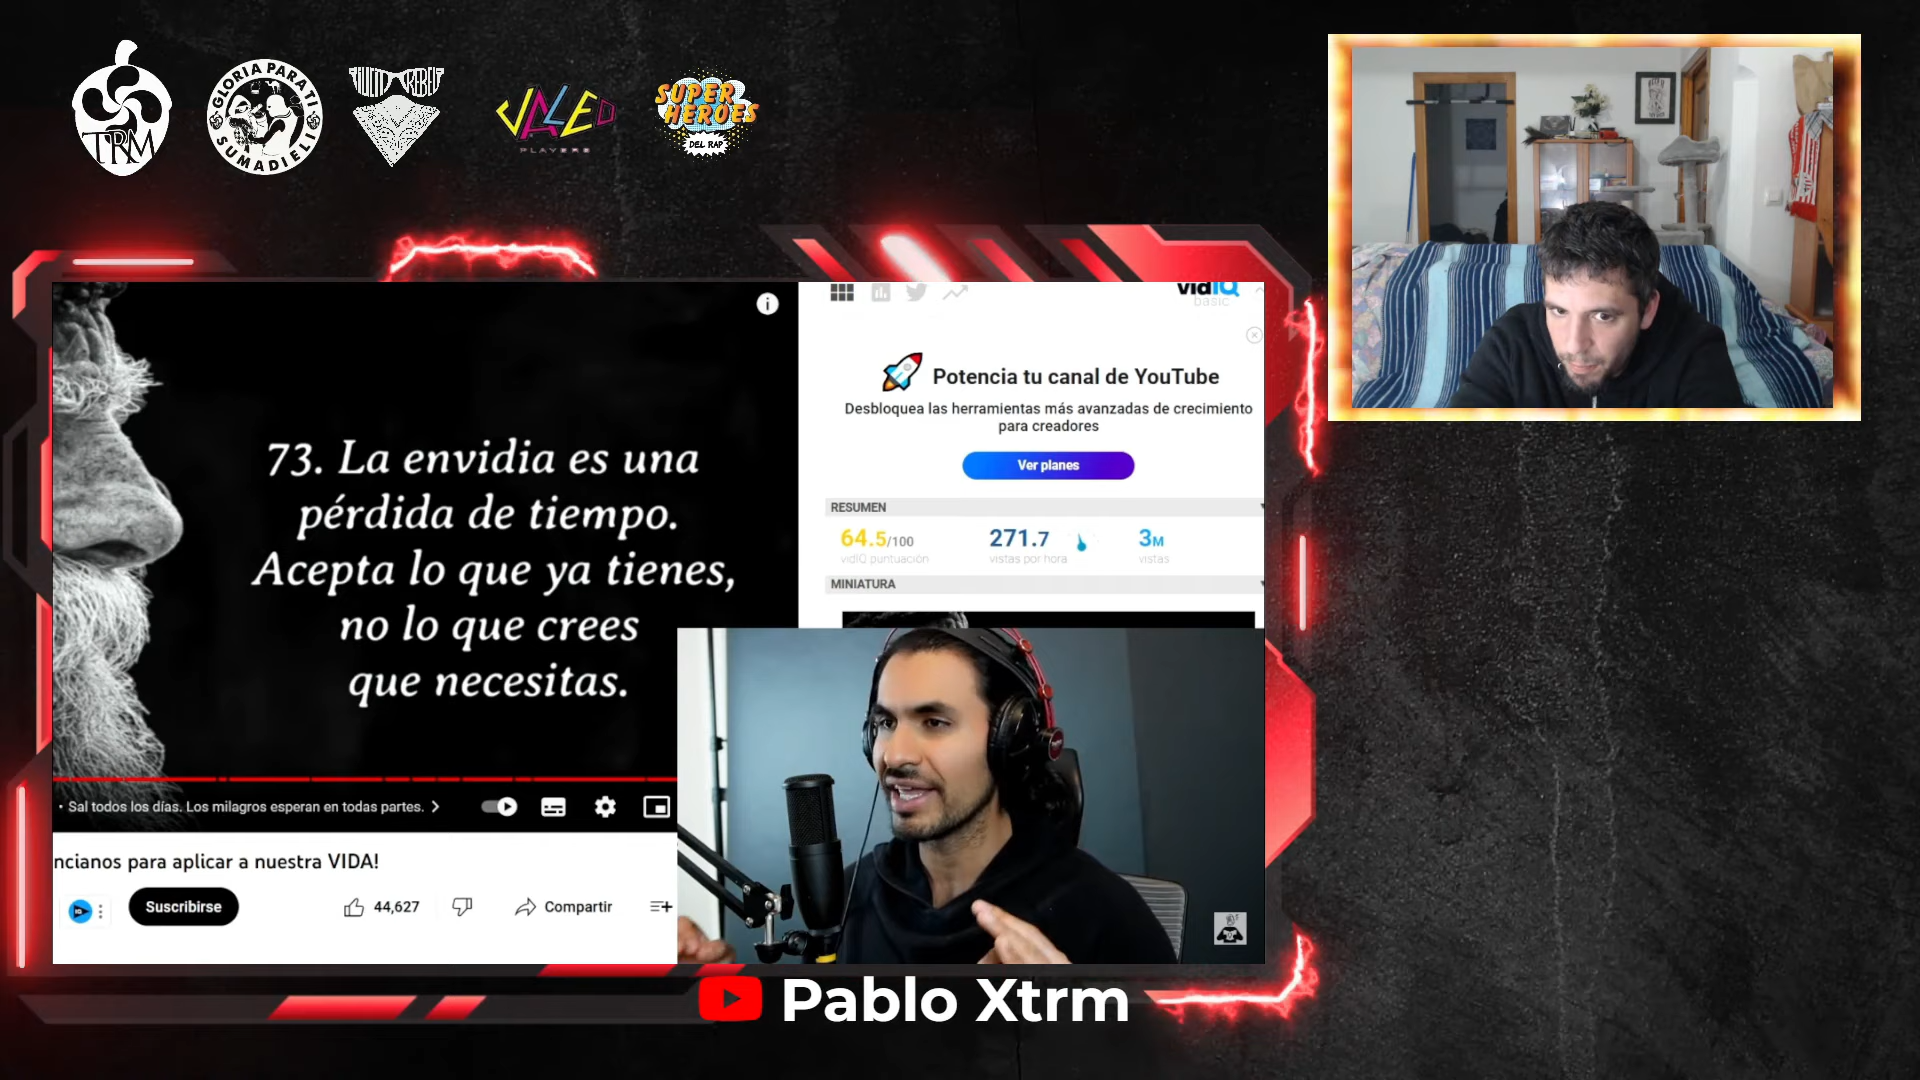 TRM
GLORIA PARA TI
SUMADIELI
REBEL
JALEO
PLAYERS
SUPER
HEROES
DEL RAP
vidIQ
basic
Potencia tu canal de YouTube
Desbloquea las herramientas más avanzadas de crecimiento
para creadores
Ver planes
73. La envidia es una
pérdida de tiempo.
Acepta lo que ya tienes,
no lo que crees
que necesitas.
RESUMEN
64.5/100
271.7
3M
vidIQ puntuación
vistas por hora
vistas
MINIATURA
• Sal todos los días. Los milagros esperan en todas partes.
ncianos para aplicar a nuestra VIDA!
Suscribirse
44,627
Compartir
Pablo Xtrm